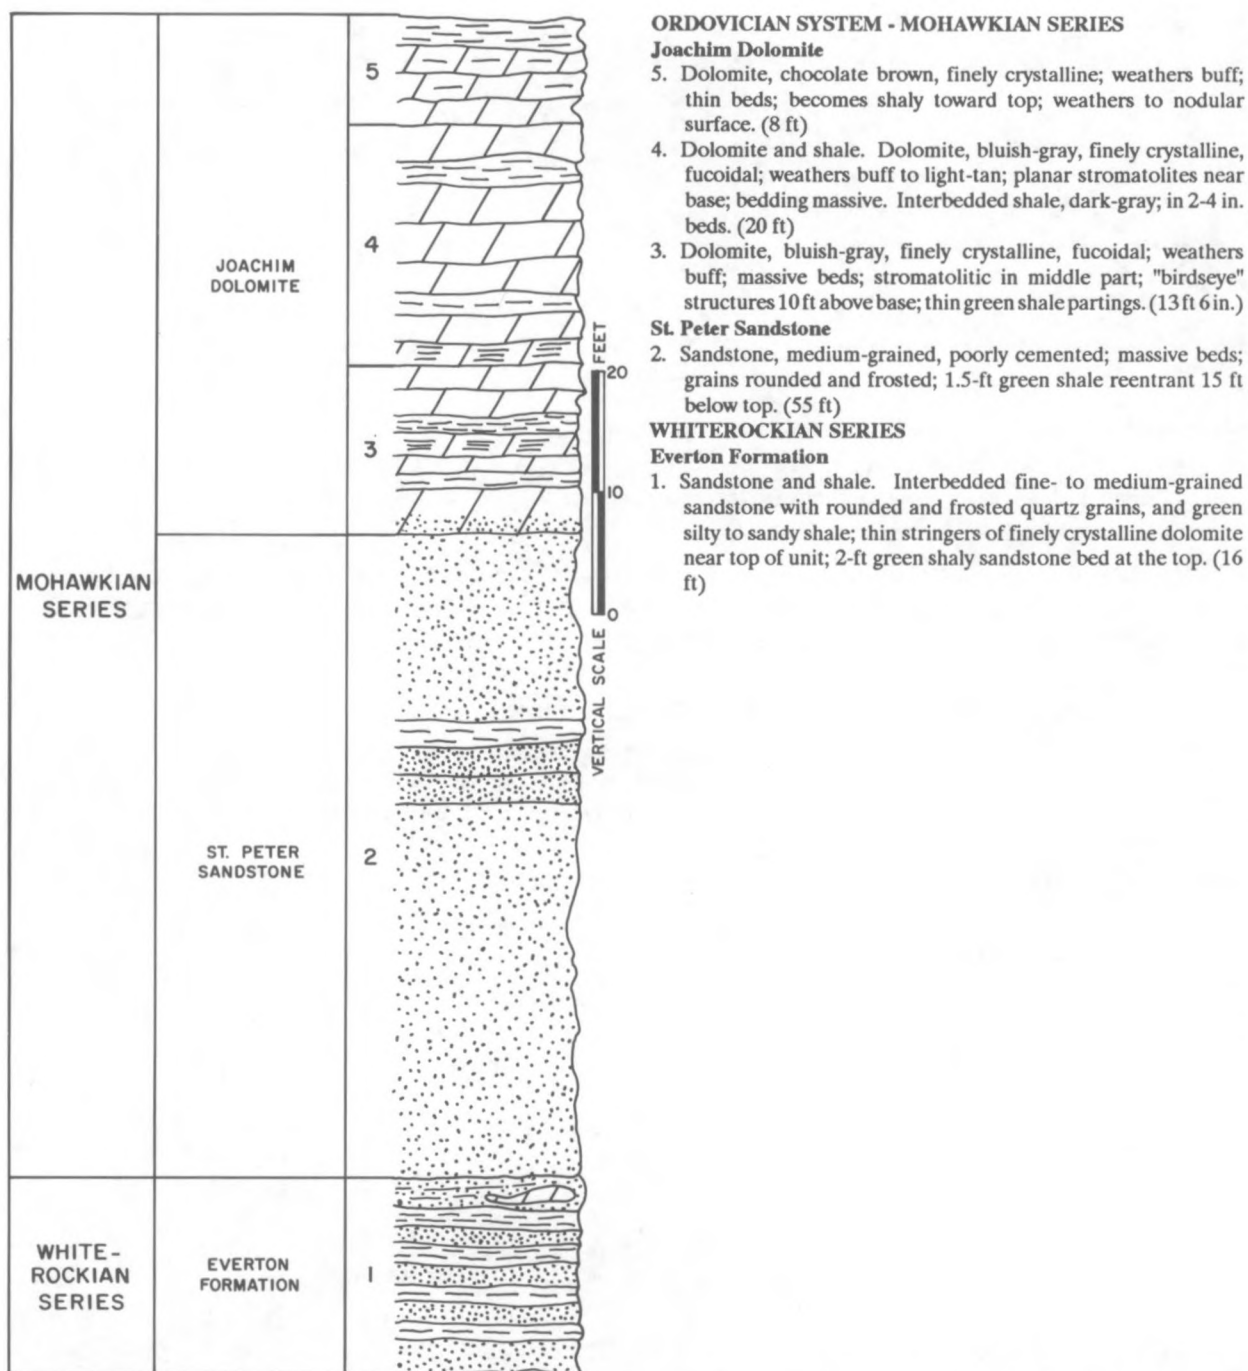 5
4
JOACHIM
DOLOMITE
3
FEET
20
10
0
VERTICAL SCALE
MOHAWKIAN
SERIES
ST. PETER
SANDSTONE
2
WHITE-
ROCKIAN
SERIES
EVERTON
FORMATION
1
ORDOVICIAN SYSTEM - MOHAWKIAN SERIES
Joachim Dolomite
5. Dolomite, chocolate brown, finely crystalline; weathers buff;
thin beds; becomes shaly toward top; weathers to nodular
surface. (8 ft)
4. Dolomite and shale. Dolomite, bluish-gray, finely crystalline,
fucoidal; weathers buff to light-tan; planar stromatolites near
base; bedding massive. Interbedded shale, dark-gray; in 2-4 in.
beds. (20 ft)
3. Dolomite, bluish-gray, finely crystalline, fucoidal; weathers
buff; massive beds; stromatolitic in middle part; "birdseye"
structures 10 ft above base; thin green shale partings. (13 ft 6 in.)
St. Peter Sandstone
2. Sandstone, medium-grained, poorly cemented; massive beds;
grains rounded and frosted; 1.5-ft green shale reentrant 15 ft
below top. (55 ft)
WHITEROCKIAN SERIES
Everton Formation
1. Sandstone and shale. Interbedded fine- to medium-grained
sandstone with rounded and frosted quartz grains, and green
silty to sandy shale; thin stringers of finely crystalline dolomite
near top of unit; 2-ft green shaly sandstone bed at the top. (16
ft)